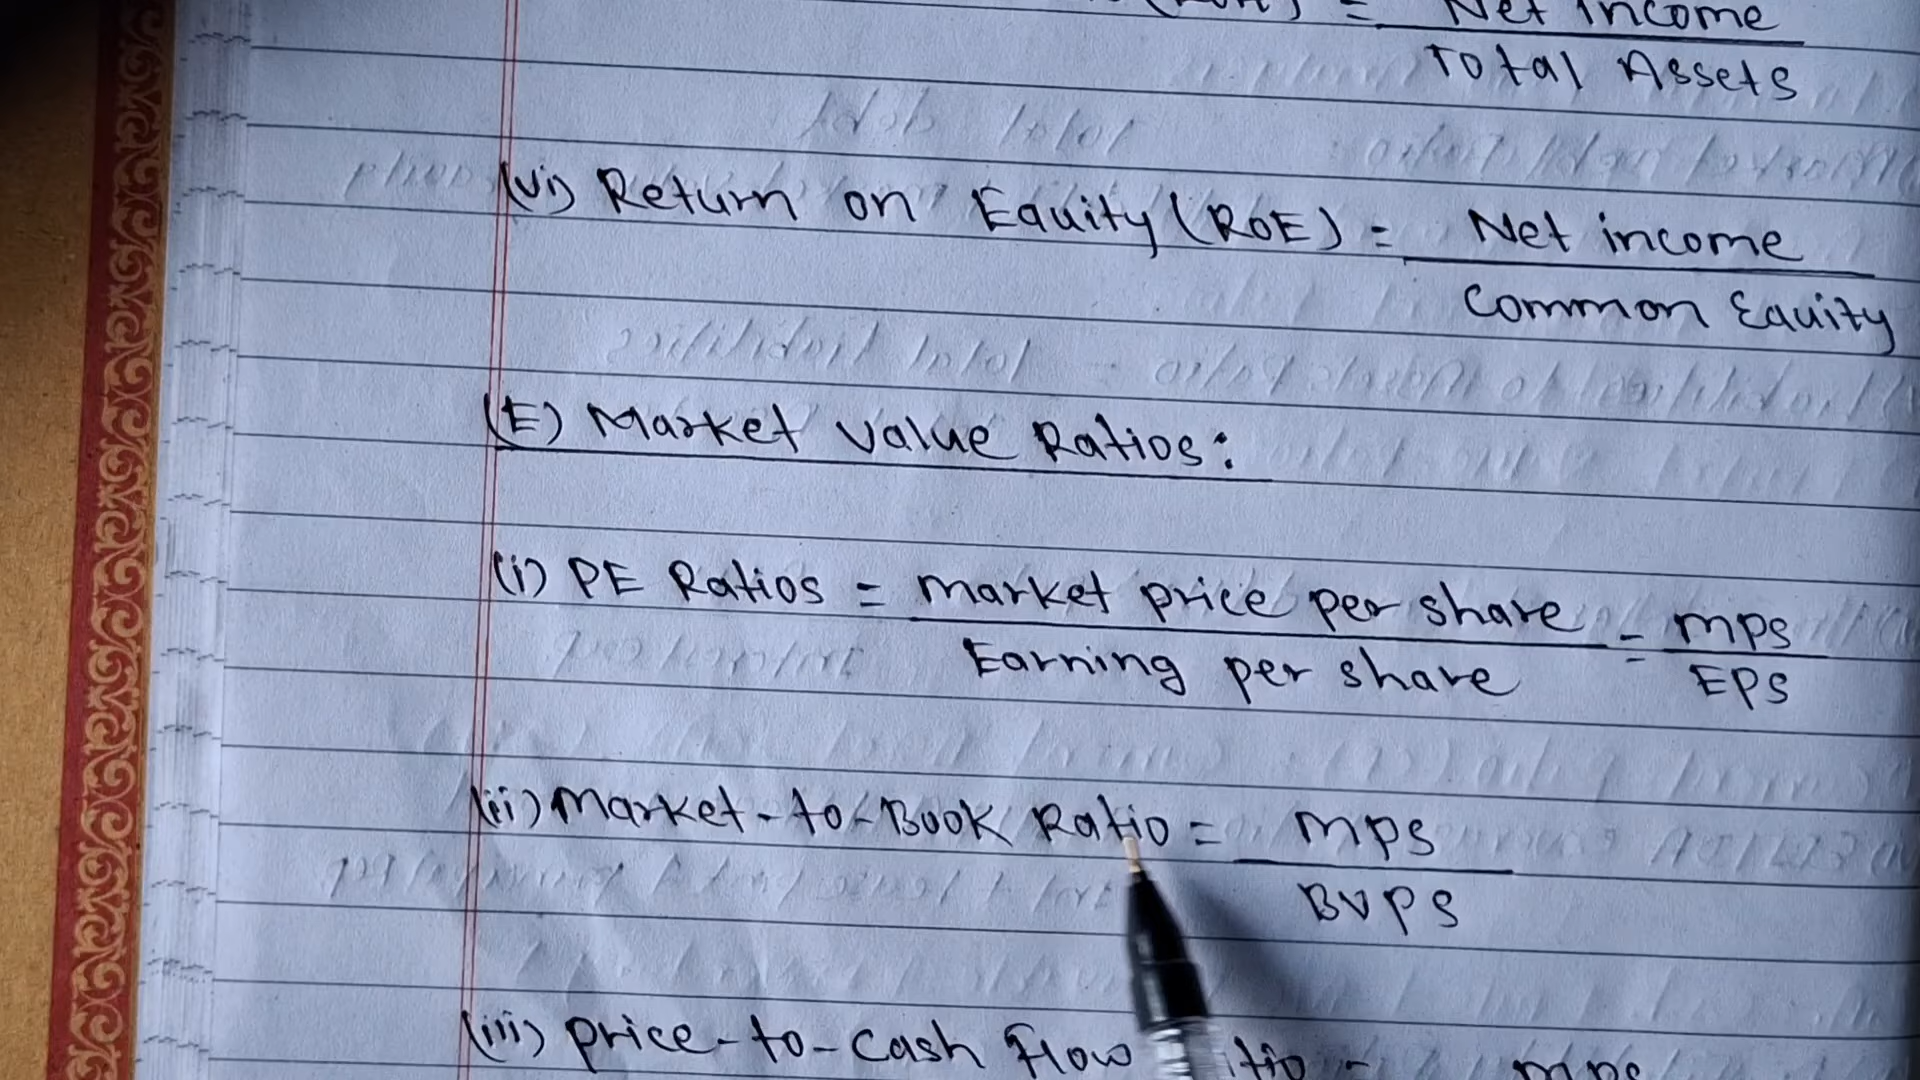 = Net income
Total Assets
(vi) Return on Equity (ROE) = Net income
Common Equity
(E) Market value Ratios:
(i) PE Ratios = market price per share = mps
Earning per share EPS
(ii) Market-to-Book Ratio = mps
BVPS
(iii) price-to-cash flow = mps